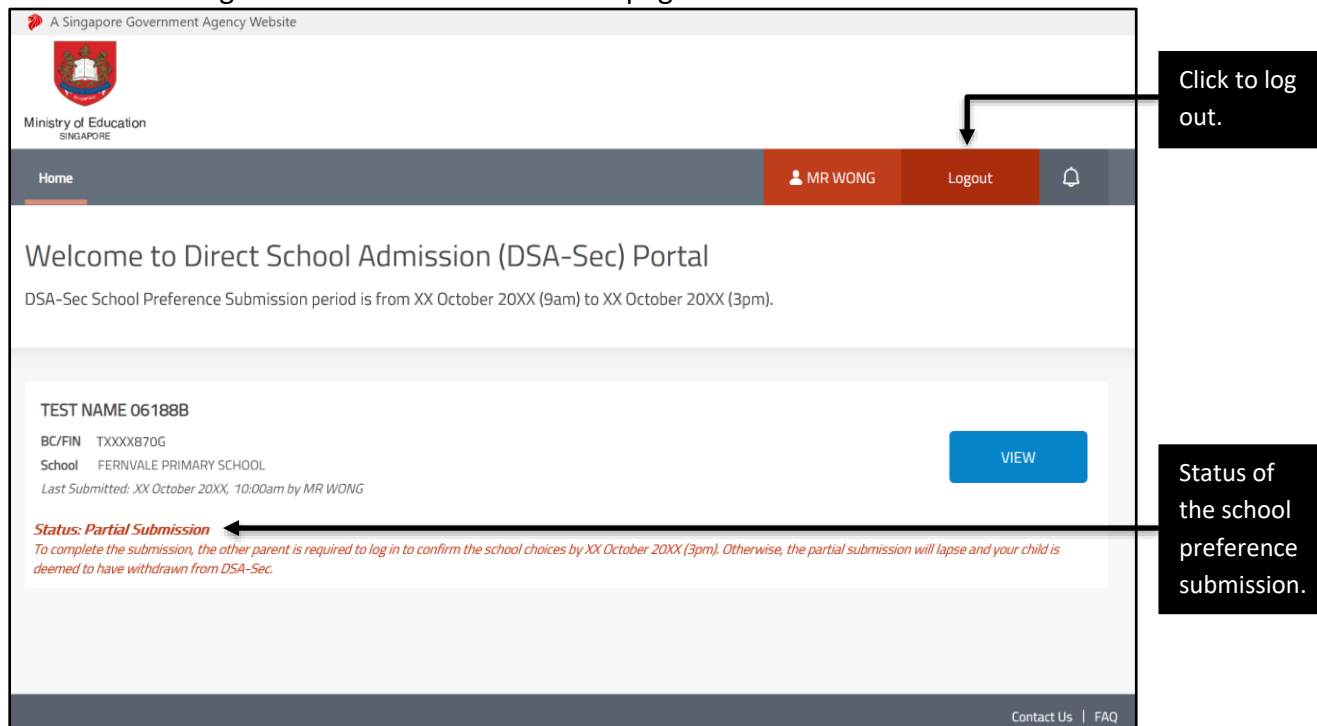 A Singapore Government Agency Website
Ministry of Education
SINGAPORE
Click to log
out.
Home
MR WONG
Logout
Welcome to Direct School Admission (DSA-Sec) Portal
DSA-Sec School Preference Submission period is from XX October 20XX (9am) to XX October 20XX (3pm).
TEST NAME 06188B
BC/FIN TXXXX870G
School FERNVALE PRIMARY SCHOOL
Last Submitted: XX October 20XX, 10:00am by MR WONG
VIEW
Status: Partial Submission
To complete the submission, the other parent is required to log in to confirm the school choices by XX October 20XX (3pm). Otherwise, the partial submission will lapse and your child is
deemed to have withdrawn from DSA-Sec.
Status of
the school
preference
submission.
Contact Us | FAQ